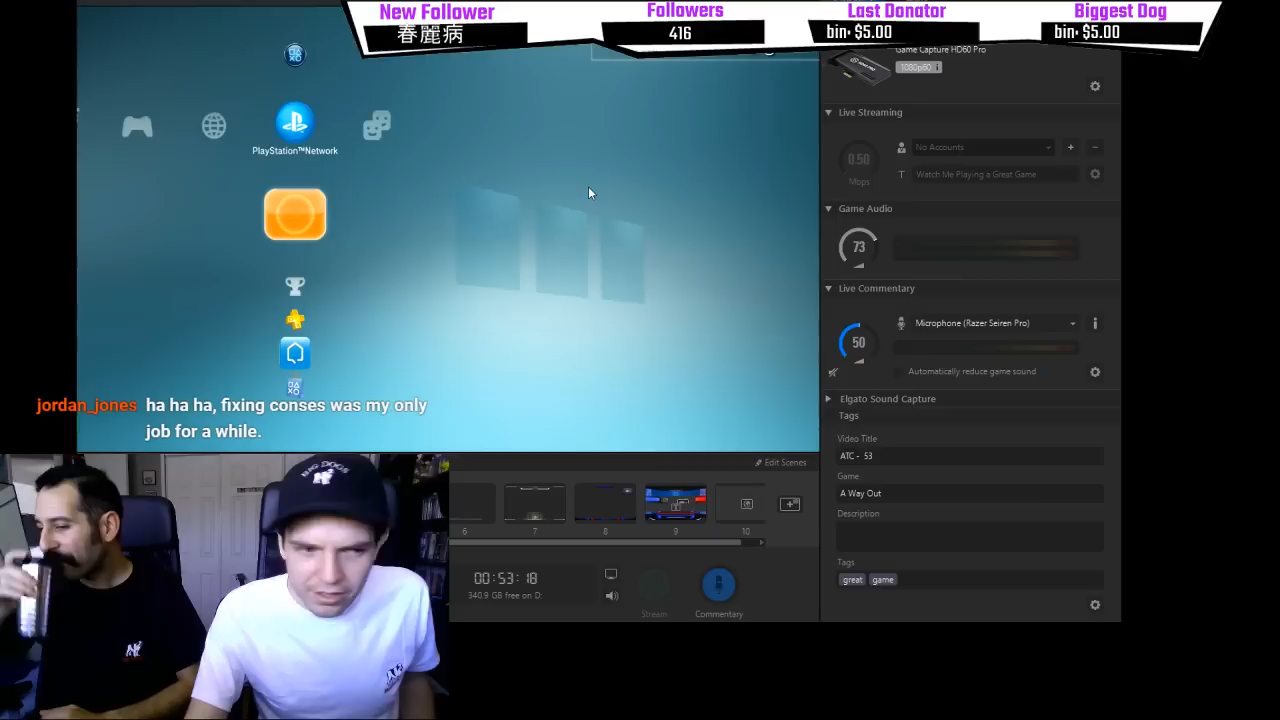 New Follower
春麗病
Followers
416
Last Donator
bin- $5.00
Biggest Dog
bin- $5.00
Game Capture HD60 Pro
1080p60
PlayStation™Network
Live Streaming
0.50
Mbps
No Accounts
T Watch Me Playing a Great Game
Game Audio
73
Live Commentary
50
Microphone (Razer Seiren Pro)
Automatically reduce game sound
Elgato Sound Capture
Tags
Video Title
ATC - 53
Game
A Way Out
Description
Tags
great game
jordan_jones ha ha ha, fixing conses was my only
job for a while.
Edit Scenes
6 7 8 9 10
00:53:18
340.9 GB free on D:
Stream
Commentary
BIG DOGS